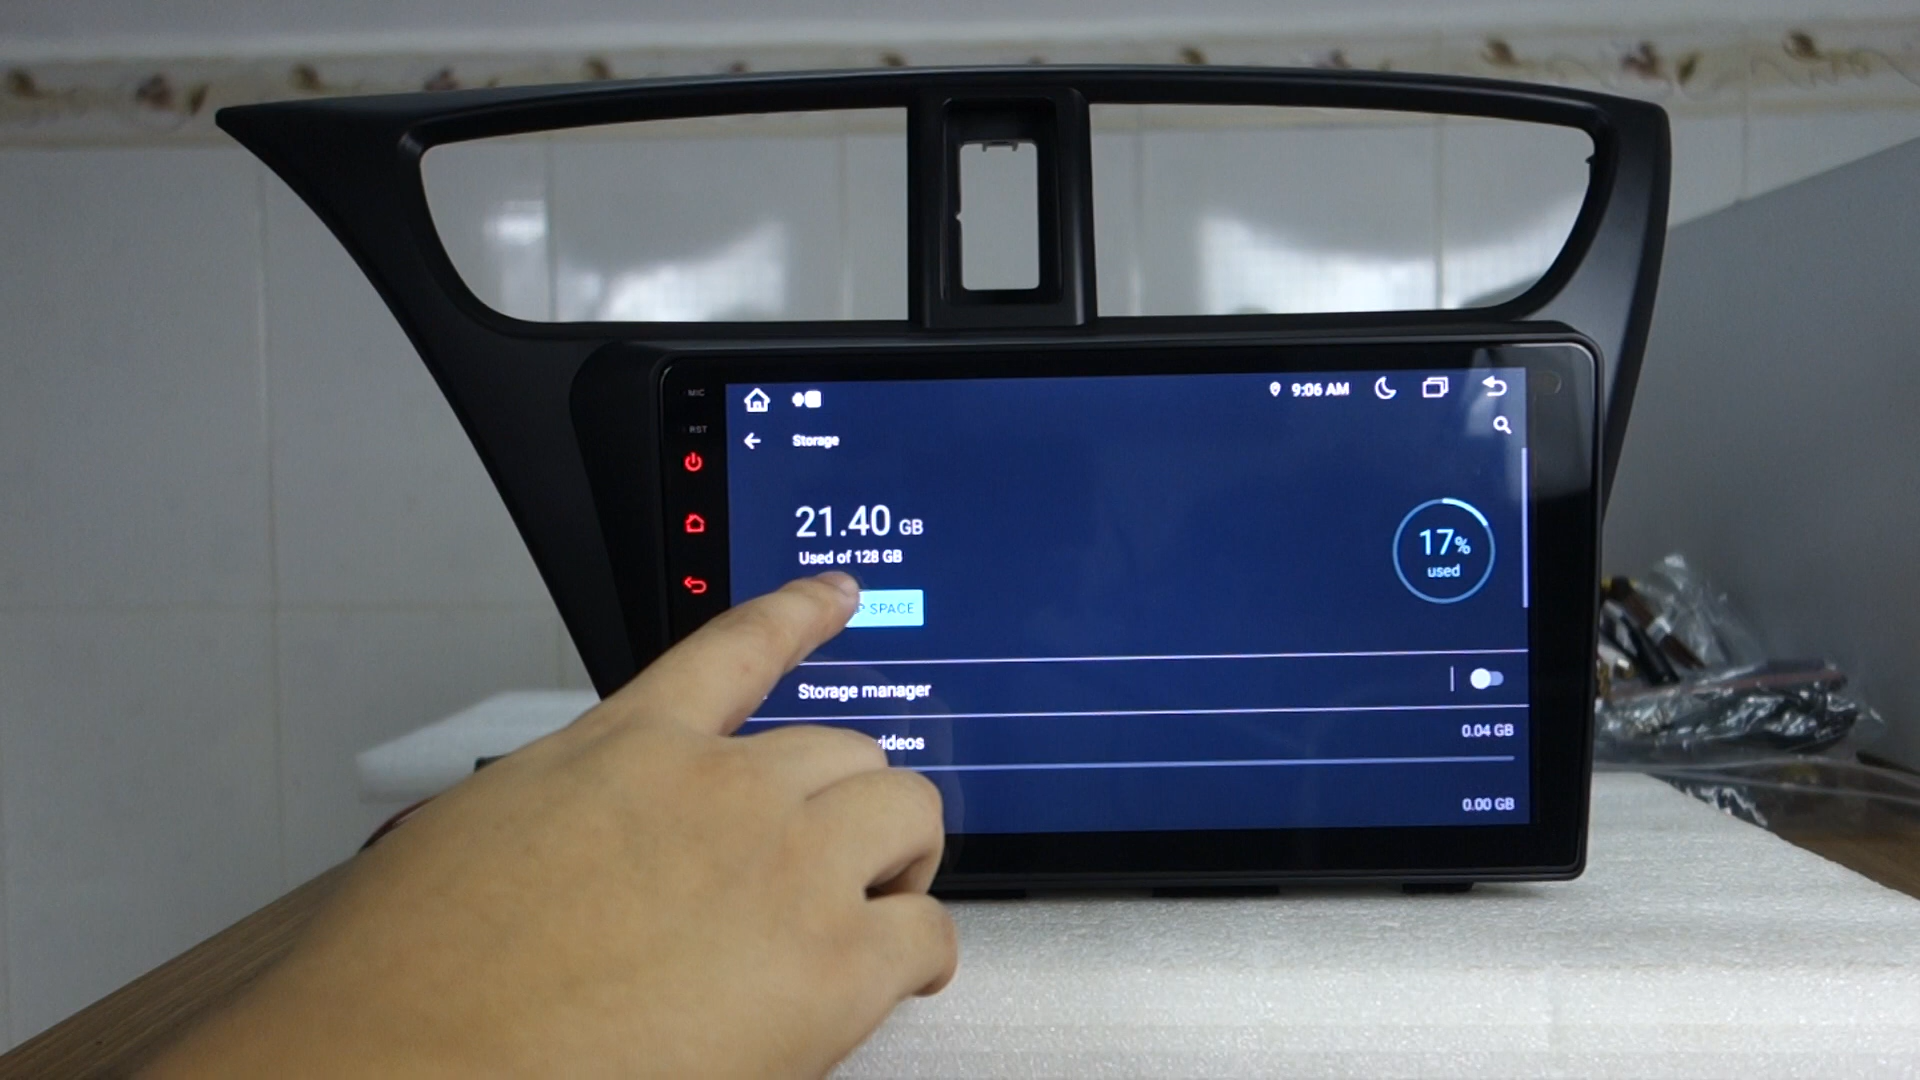 MIC
RST
9:06 AM
Storage
21.40 GB
Used of 128 GB
17%
used
SPACE
Storage manager
videos
0.04 GB
0.00 GB